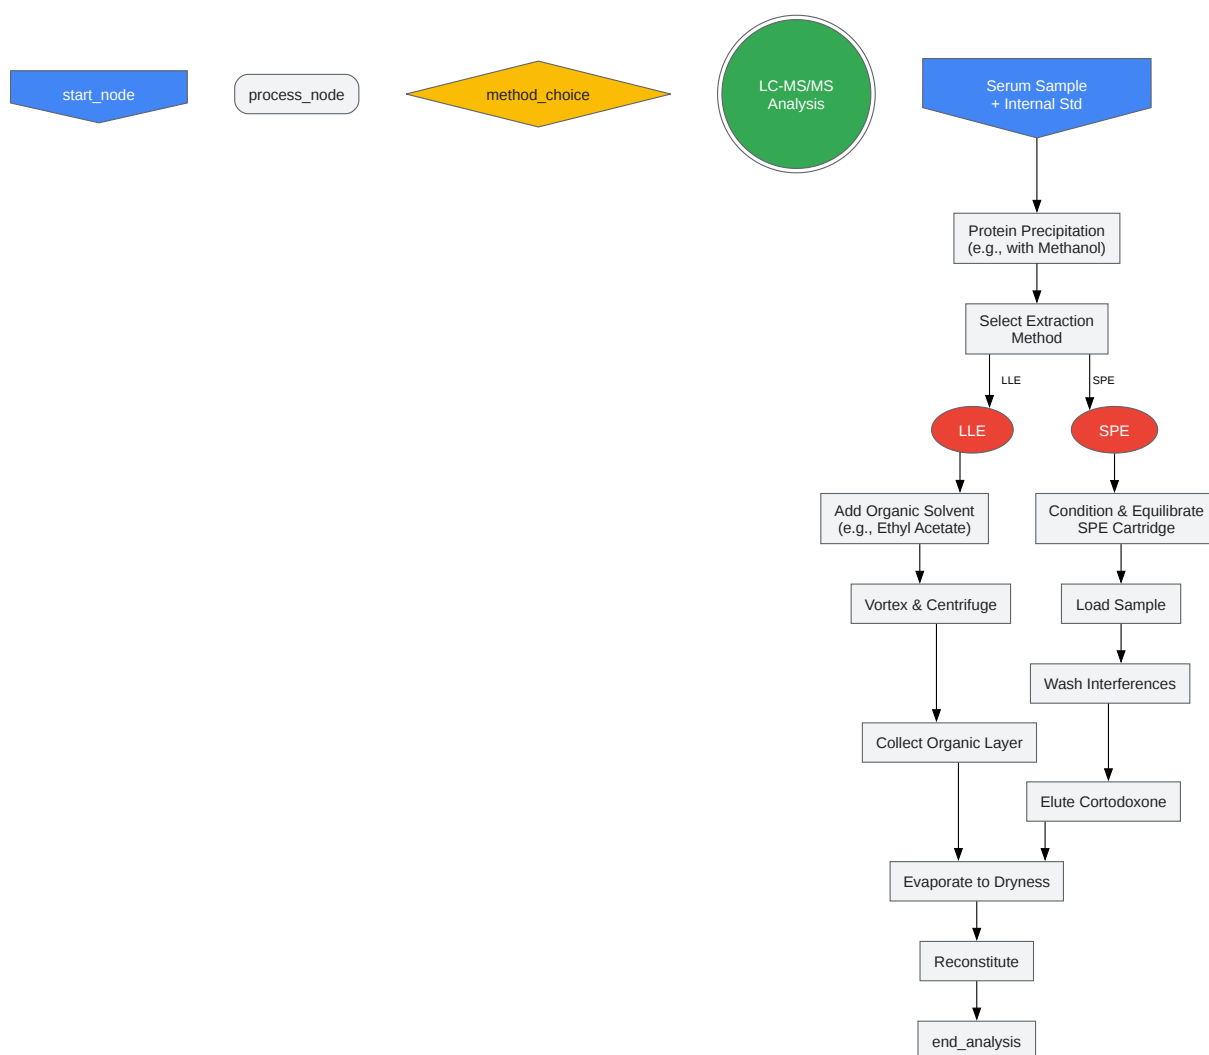 start_node
process_node
method_choice
LC-MS/MS
Analysis
Serum Sample
+ Internal Std
Protein Precipitation
(e.g., with Methanol)
Select Extraction
Method
LLE
SPE
LLE
SPE
Add Organic Solvent
(e.g., Ethyl Acetate)
Condition & Equilibrate
SPE Cartridge
Vortex & Centrifuge
Load Sample
Wash Interferences
Collect Organic Layer
Elute Cortodoxone
Evaporate to Dryness
Reconstitute
end_analysis